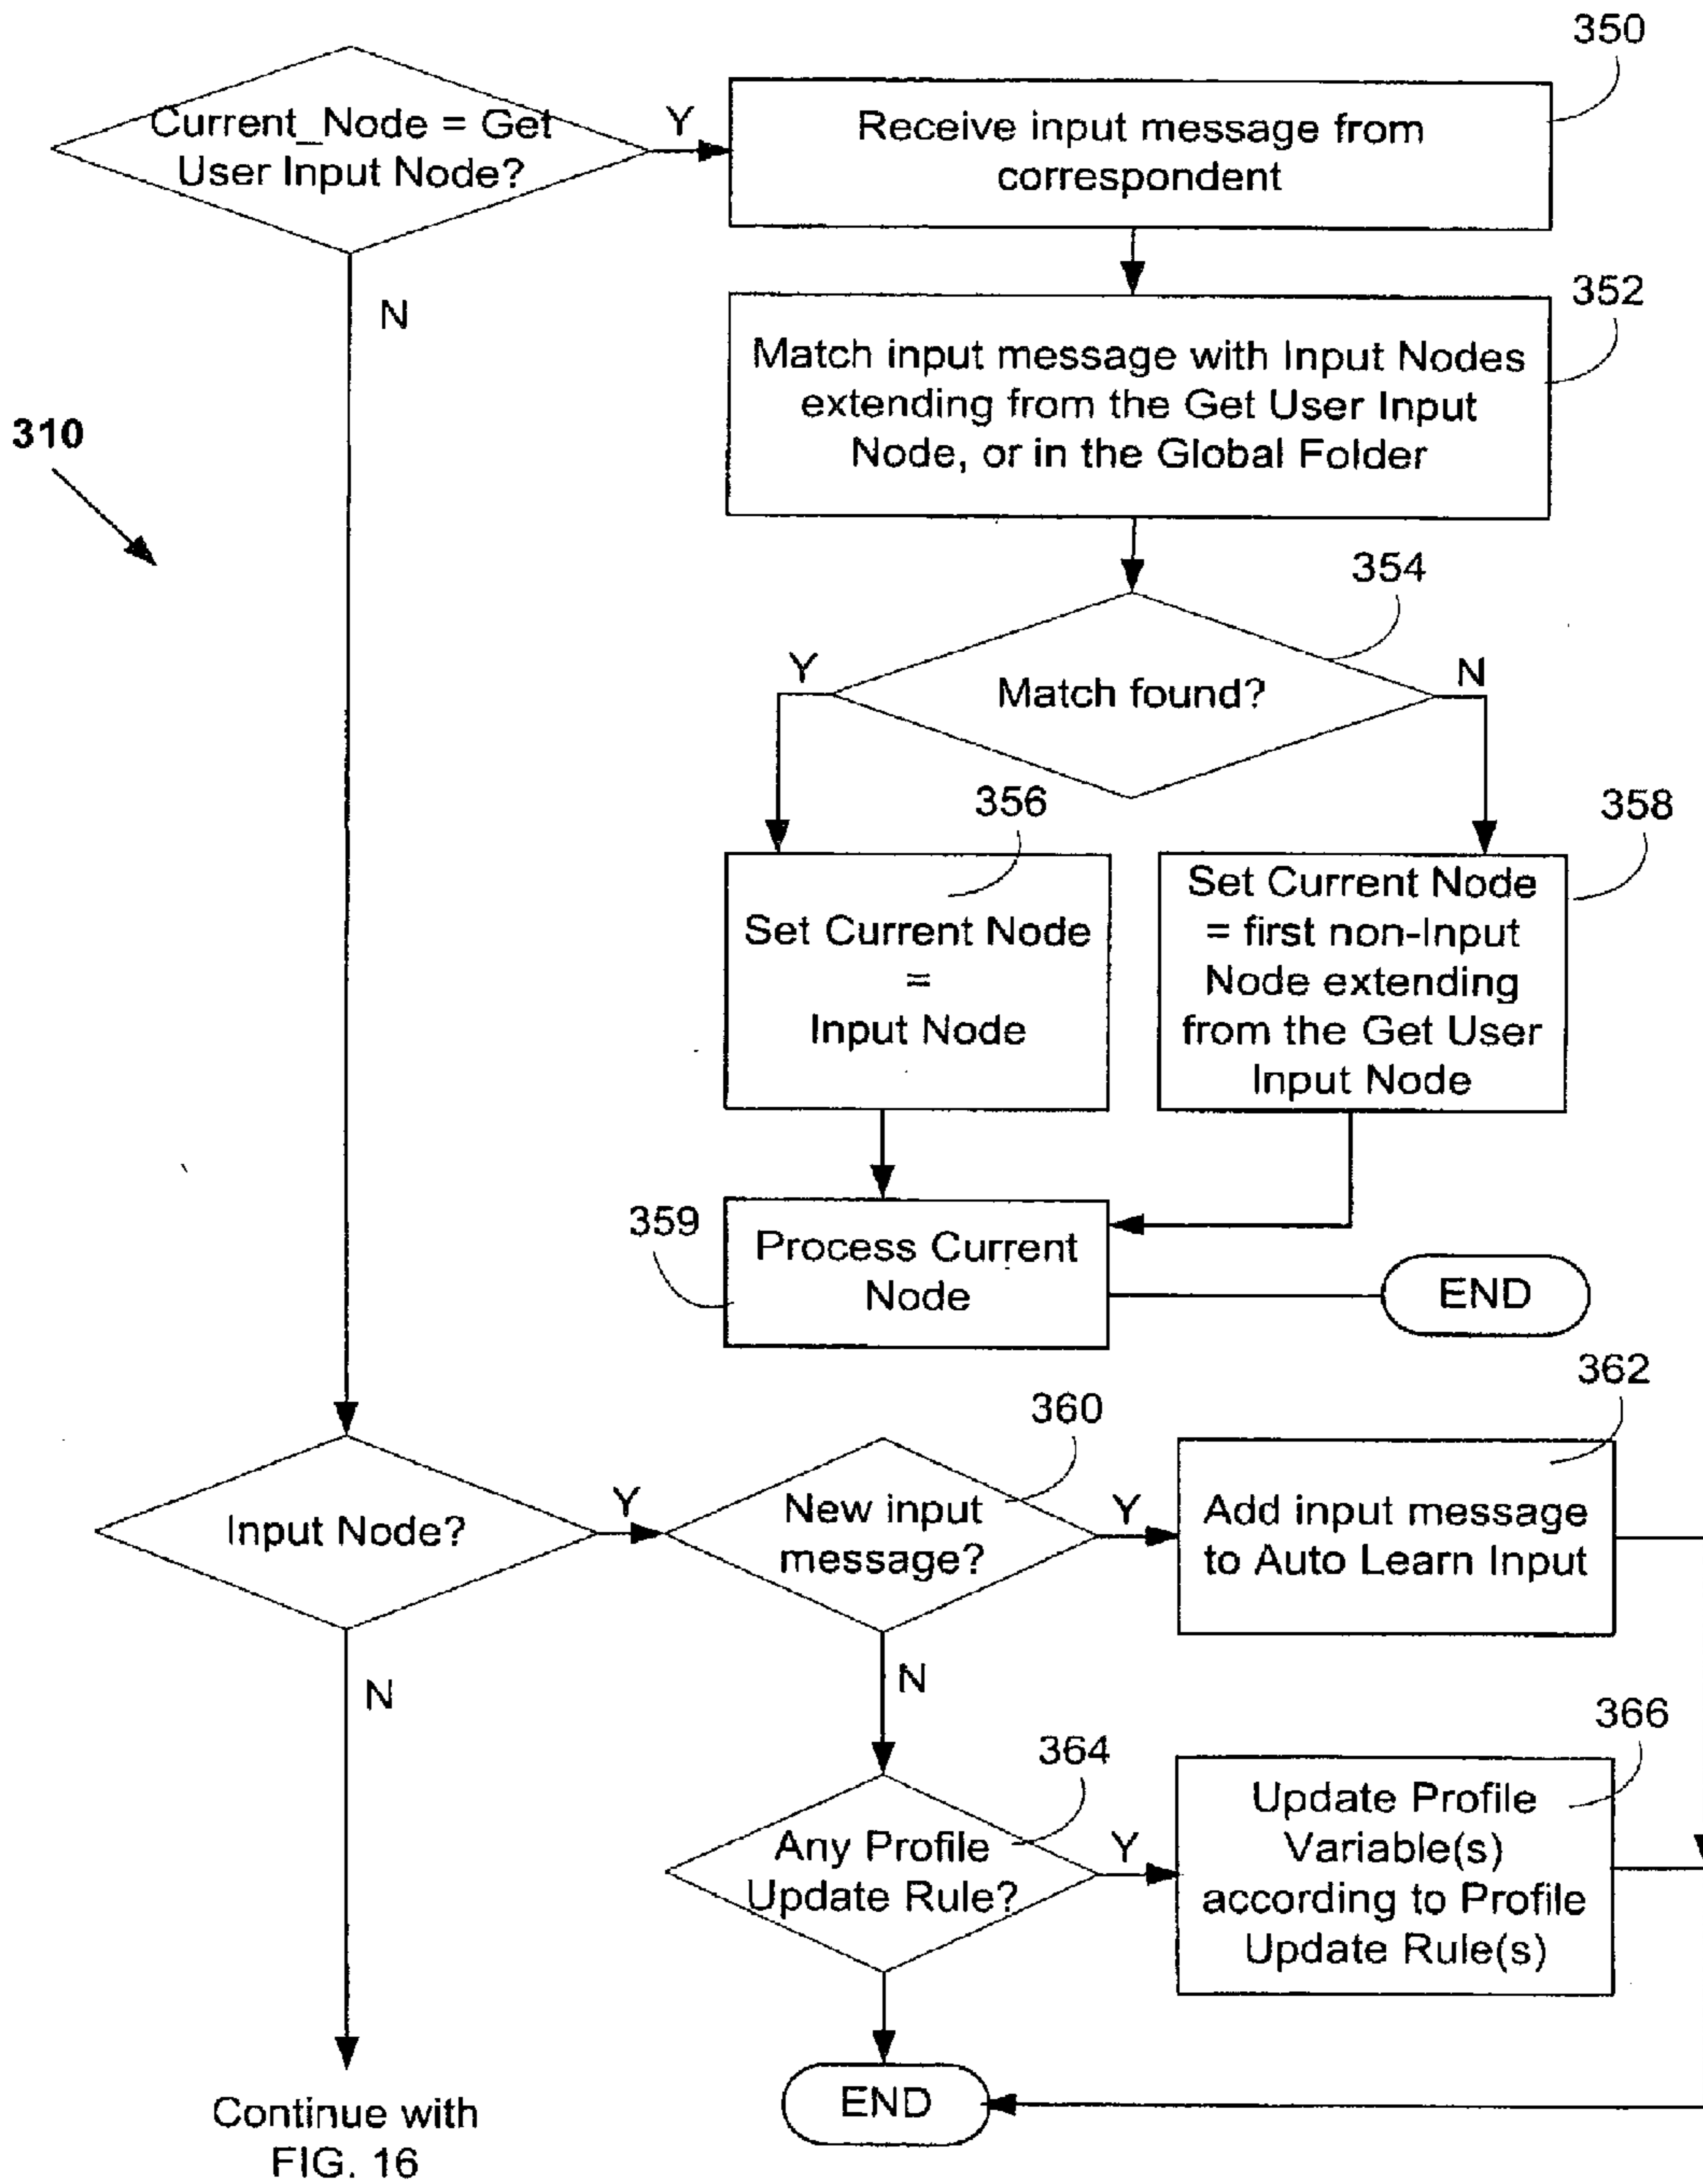 350
Current_Node = Get
User Input Node?
Y
Receive input message from
correspondent
N
352
Match input message with Input Nodes
extending from the Get User Input
Node, or in the Global Folder
310
354
Y
Match found?
N
356
358
Set Current Node
=
Input Node
Set Current Node
= first non-Input
Node extending
from the Get User
Input Node
359
Process Current
Node
END
362
360
Input Node?
Y
New input
message?
Y
Add input message
to Auto Learn Input
N
N
366
364
Any Profile
Update Rule?
Y
Update Profile
Variable(s)
according to Profile
Update Rule(s)
END
Continue with
FIG. 16